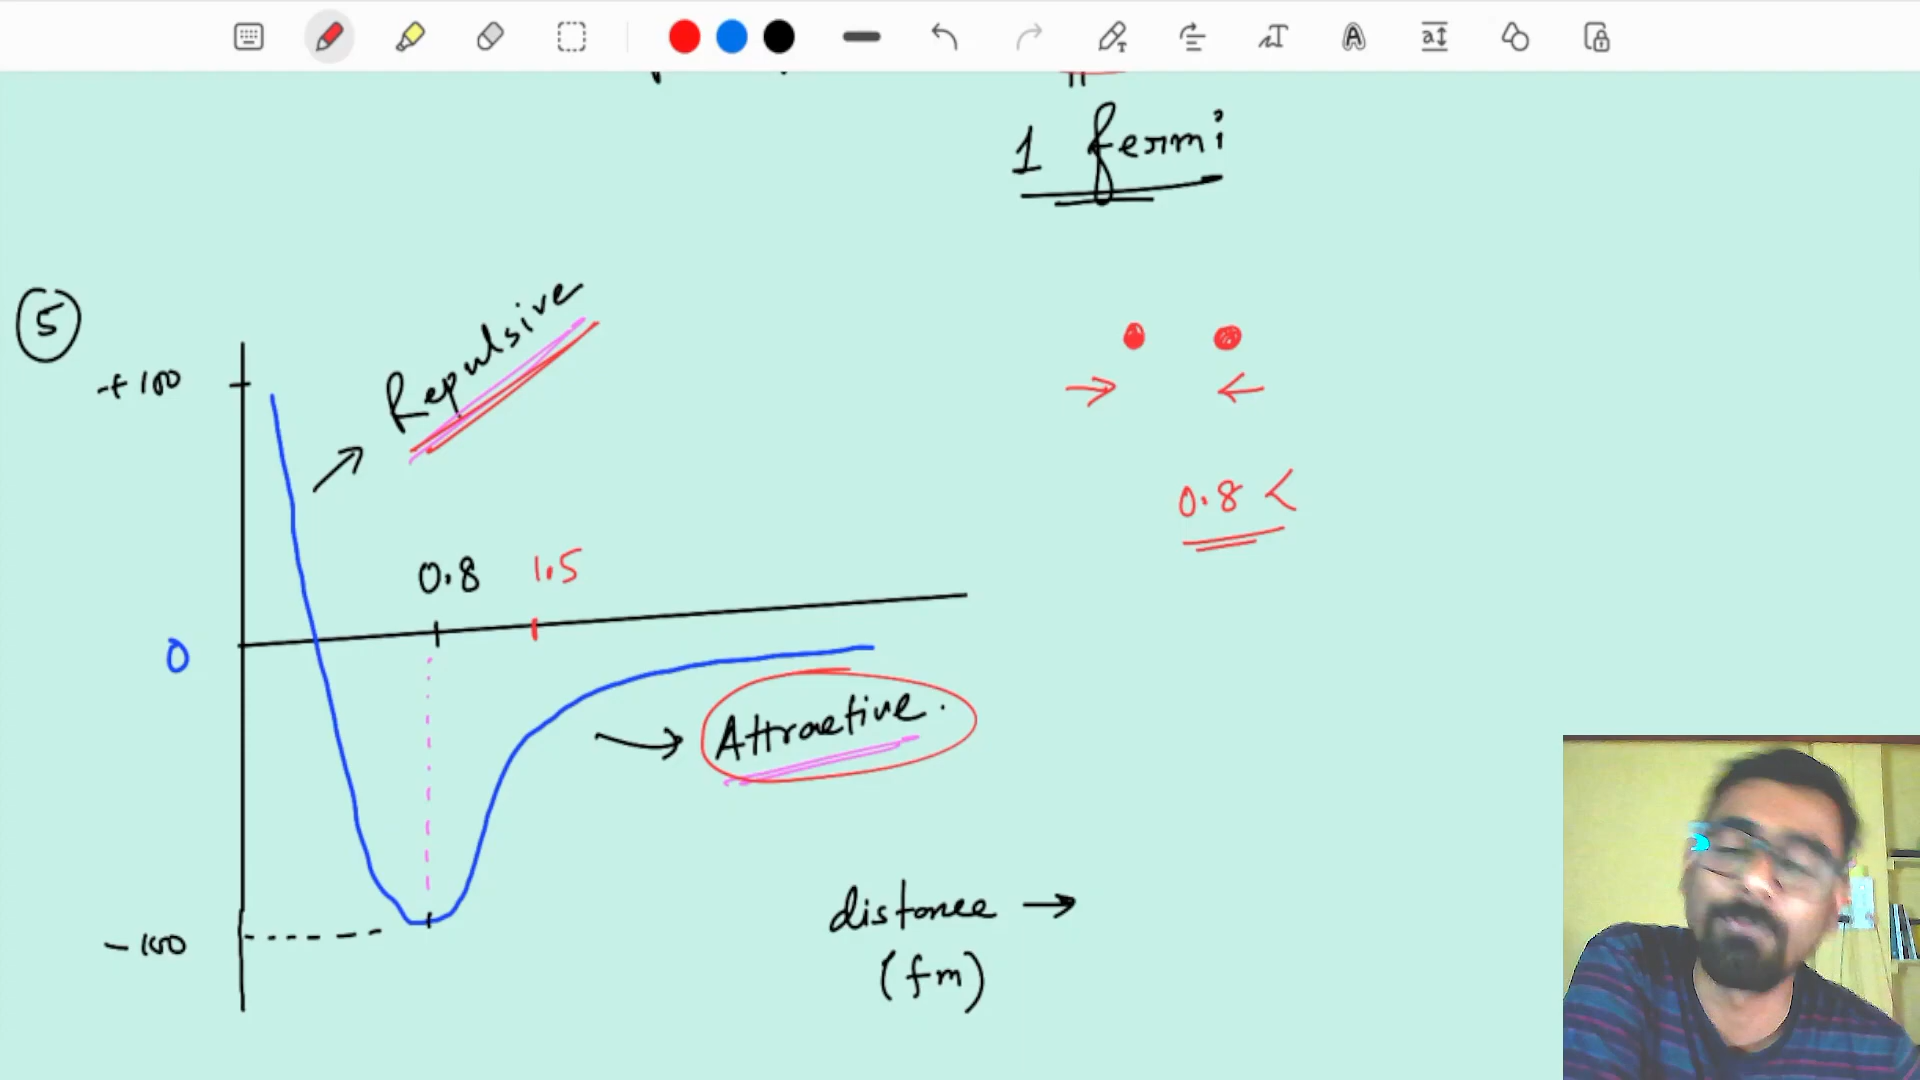 1 fermi
5
Repulsive
+100
0.8 1.5
0.8 <
0
Attractive.
distance →
(fm)
-100